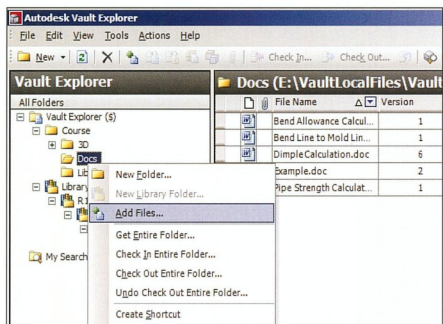 Autodesk Vault Explorer
File Edit View Tools Actions Help
New Check In... Check Out...
Vault Explorer
Docs (E:\VaultLocalFiles\Vault
All Folders
File Name Version
Vault Explorer ($)
Course
3D
Docs
Lib
Library
R1
My Search
Bend Allowance Calcul... 1
Bend Line to Mold Lin... 1
DimpleCalculation.doc 6
Example.doc 2
Pipe Strength Calculat... 1
New Folder...
New Library Folder...
Add Files...
Get Entire Folder...
Check In Entire Folder...
Check Out Entire Folder...
Undo Check Out Entire Folder...
Create Shortcut